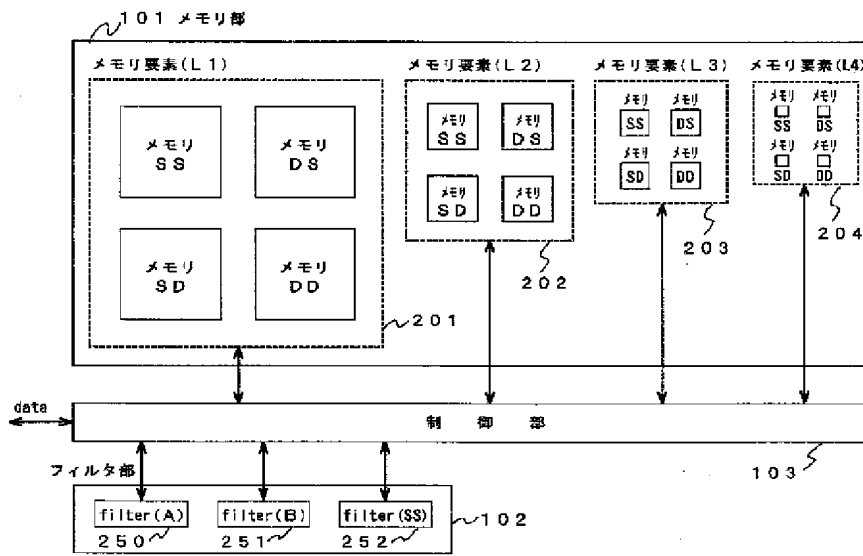 101 メモリ部
メモリ要素(L1)
メモリ要素(L2)
メモリ要素(L3)
メモリ要素(L4)
メモリ
SS
メモリ
DS
メモリ
SD
メモリ
DD
201
メモリ
SS
メモリ
DS
メモリ
SD
メモリ
DD
202
メモリ
SS
メモリ
DS
メモリ
SD
メモリ
DD
203
メモリ
SS
メモリ
DS
メモリ
SD
メモリ
DD
204
data
制御部
103
フィルタ部
filter(A)
filter(B)
filter(SS)
250
251
252
102